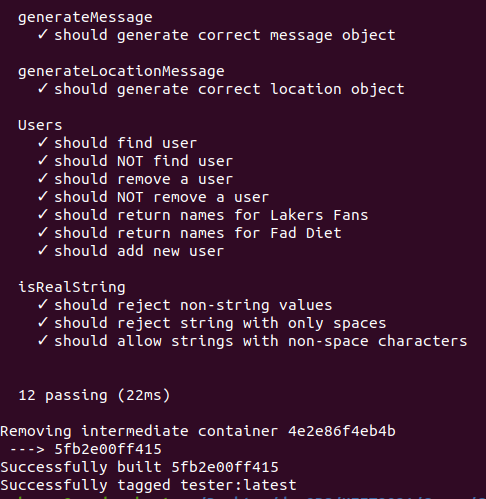 generateMessage
✓ should generate correct message object
generateLocationMessage
✓ should generate correct location object
Users
✓ should find user
✓ should NOT find user
✓ should remove a user
✓ should NOT remove a user
✓ should return names for Lakers Fans
✓ should return names for Fad Diet
✓ should add new user
isRealString
✓ should reject non-string values
✓ should reject string with only spaces
✓ should allow strings with non-space characters
12 passing (22ms)
Removing intermediate container 4e2e86f4eb4b
---> 5fb2e00ff415
Successfully built 5fb2e00ff415
Successfully tagged tester:latest